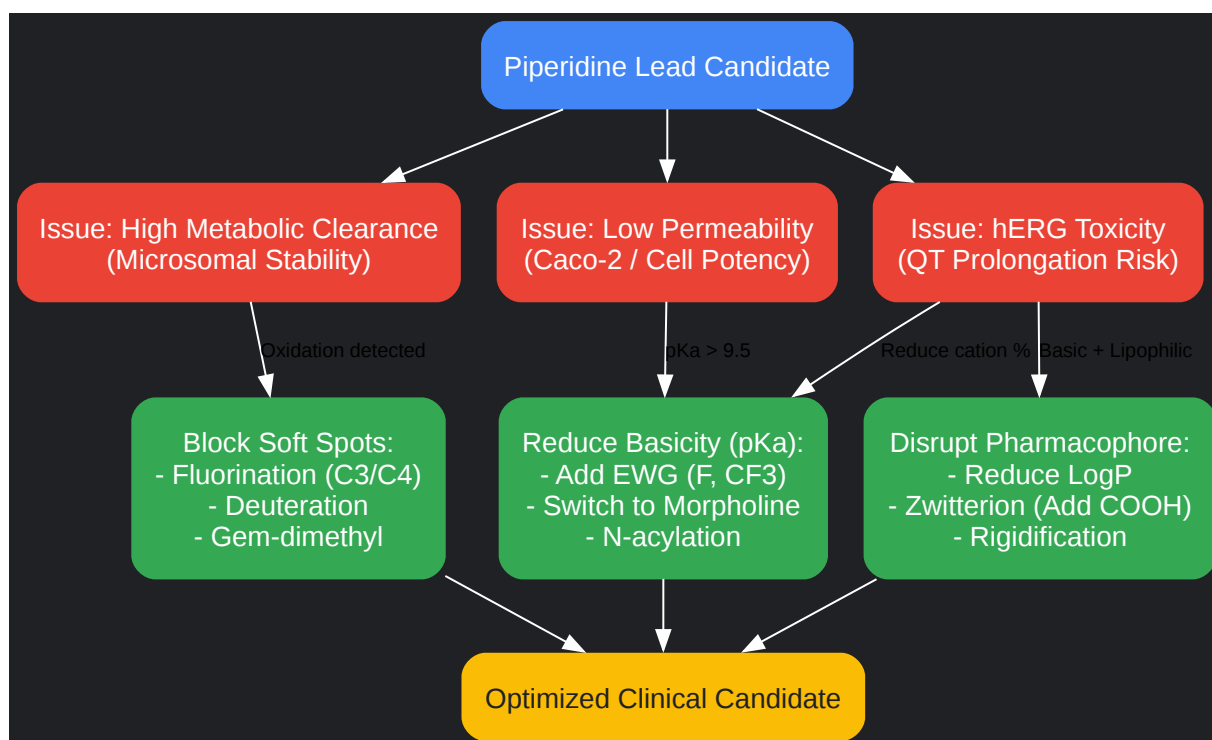 Piperidine Lead Candidate
Issue: High Metabolic Clearance
(Microsomal Stability)
Issue: Low Permeability
(Caco-2 / Cell Potency)
Issue: hERG Toxicity
(QT Prolongation Risk)
Oxidation detected
pKa > 9.5
Reduce cation %
Basic + Lipophilic
Block Soft Spots:
- Fluorination (C3/C4)
- Deuteration
- Gem-dimethyl
Reduce Basicity (pKa):
- Add EWG (F, CF3)
- Switch to Morpholine
- N-acylation
Disrupt Pharmacophore:
- Reduce LogP
- Zwitterion (Add COOH)
- Rigidification
Optimized Clinical Candidate